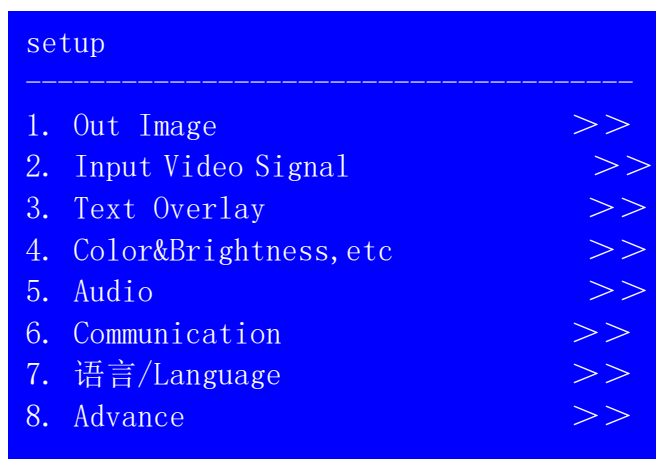 setup
--------------------------------------
1. Out Image >>
2. Input Video Signal >>
3. Text Overlay >>
4. Color&Brightness,etc >>
5. Audio >>
6. Communication >>
7. 语言/Language >>
8. Advance >>